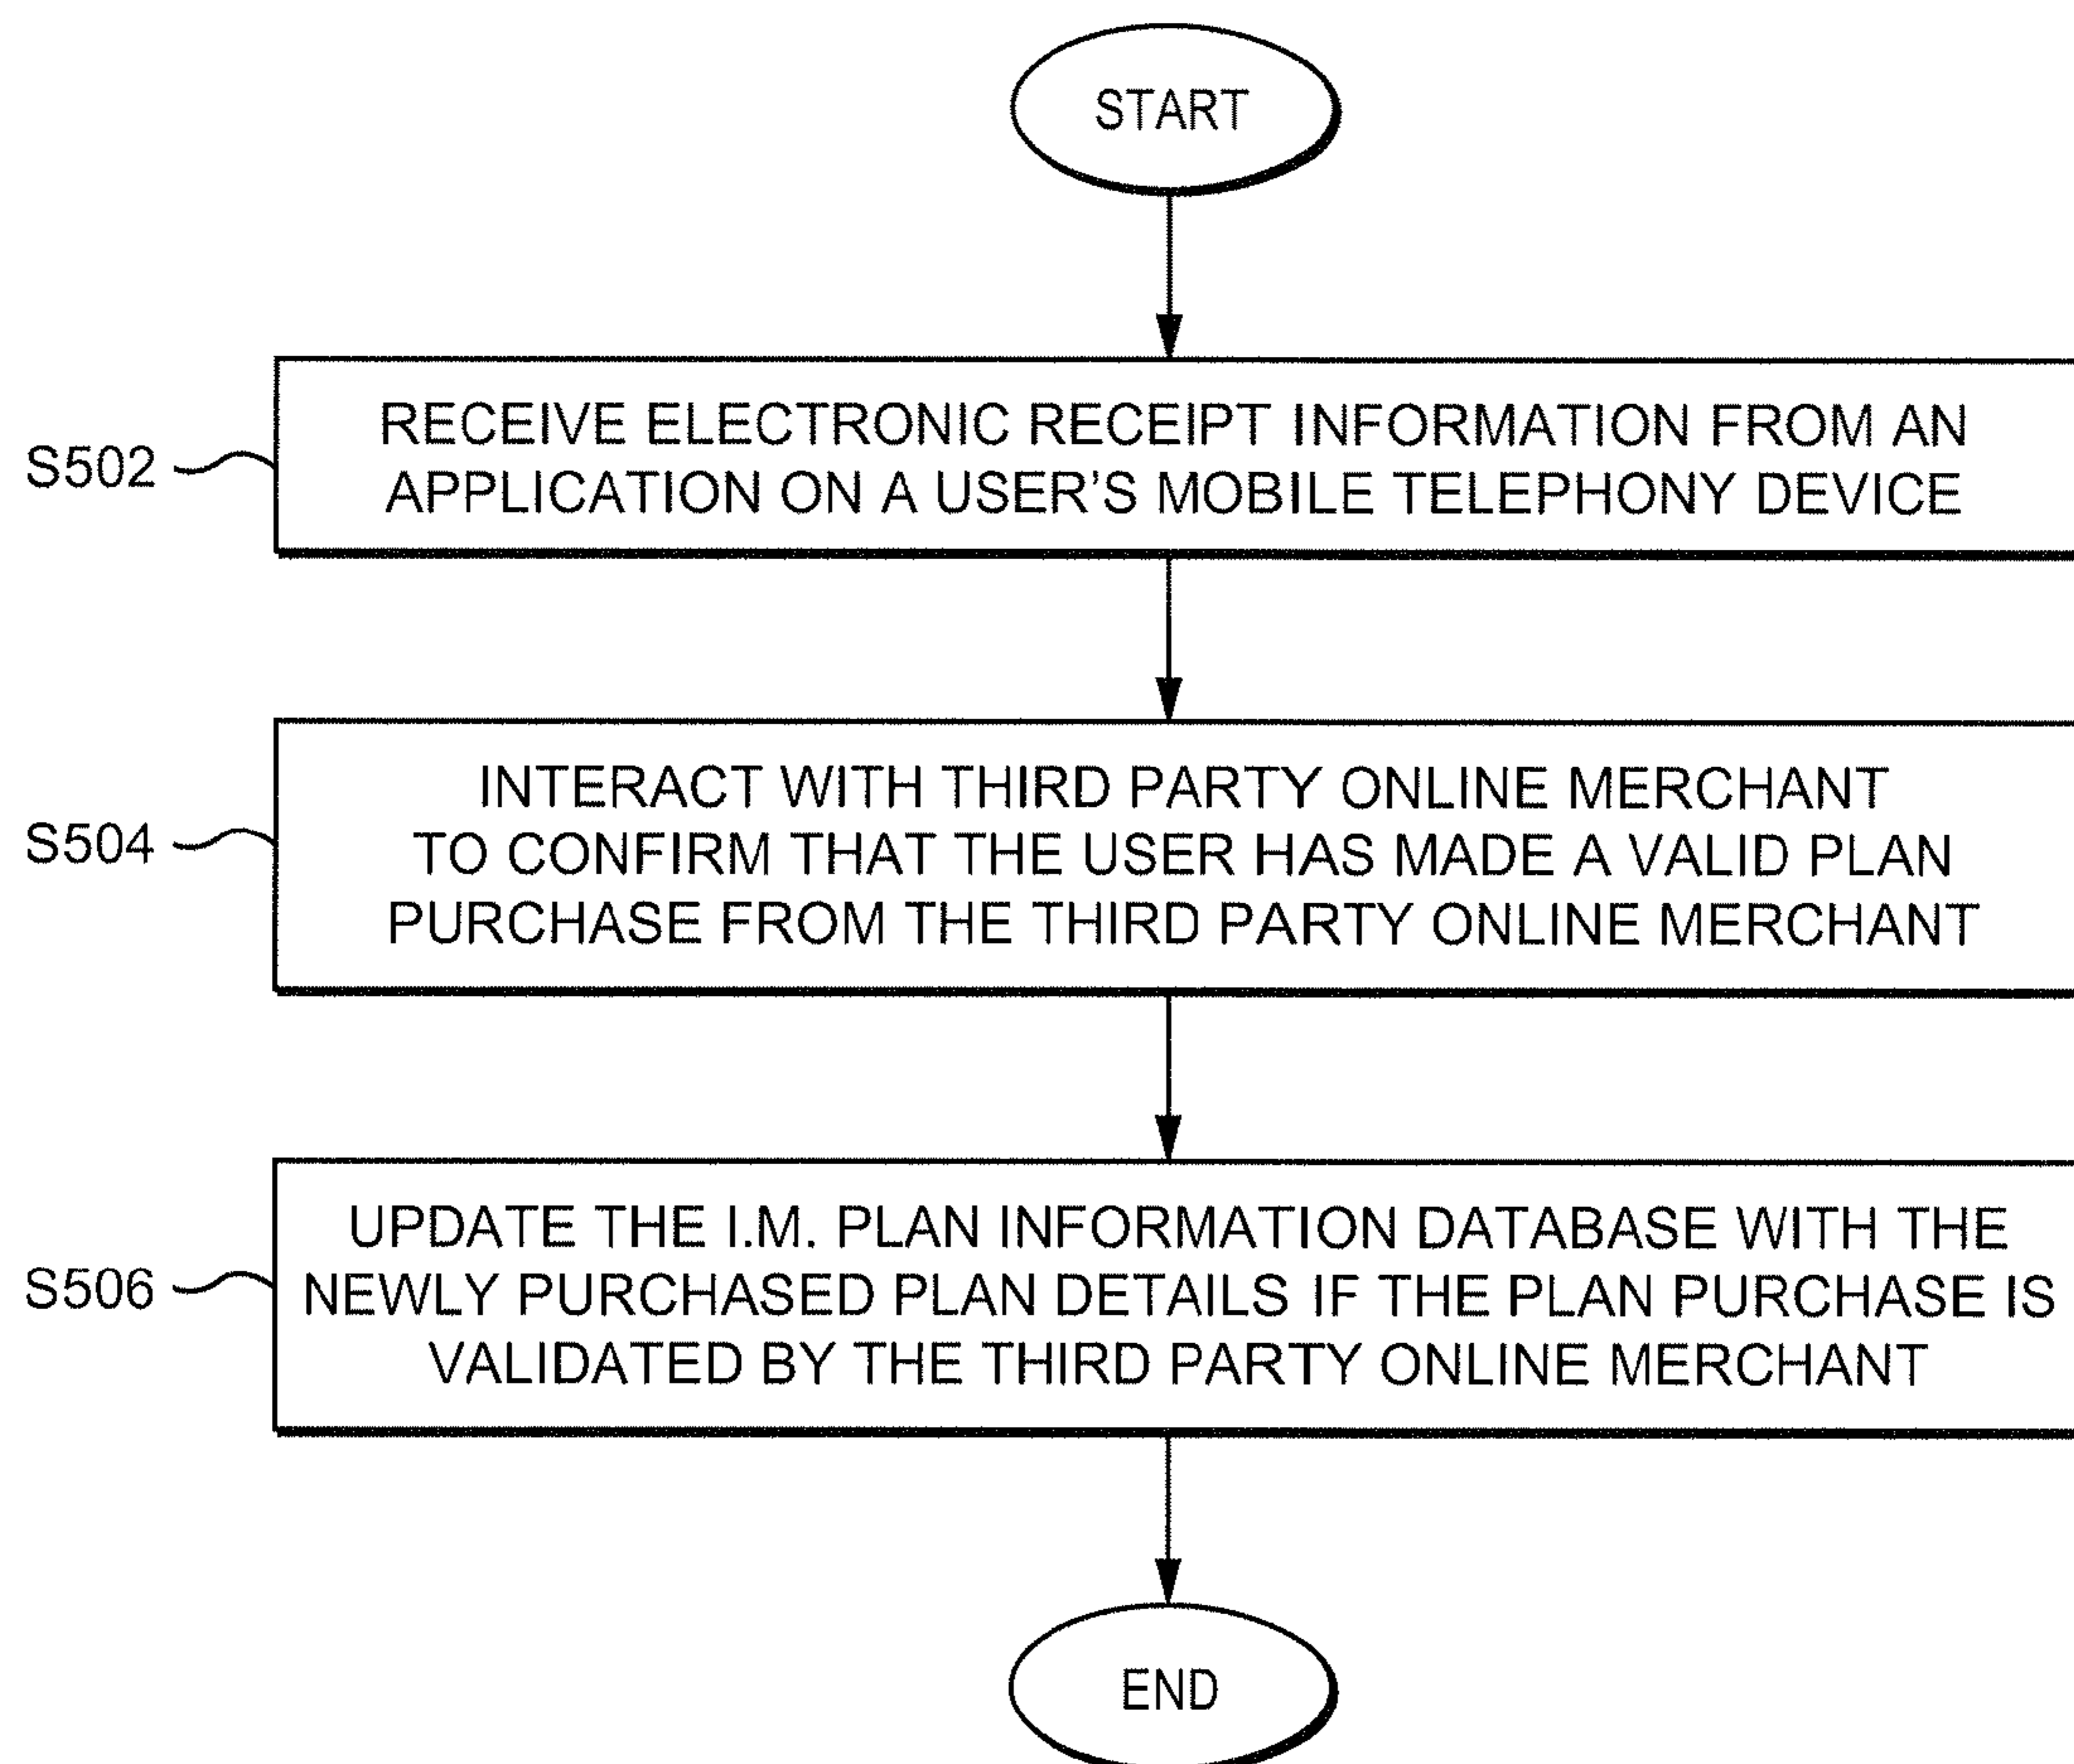 START
S502
RECEIVE ELECTRONIC RECEIPT INFORMATION FROM AN
APPLICATION ON A USER'S MOBILE TELEPHONY DEVICE
S504
INTERACT WITH THIRD PARTY ONLINE MERCHANT
TO CONFIRM THAT THE USER HAS MADE A VALID PLAN
PURCHASE FROM THE THIRD PARTY ONLINE MERCHANT
S506
UPDATE THE I.M. PLAN INFORMATION DATABASE WITH THE
NEWLY PURCHASED PLAN DETAILS IF THE PLAN PURCHASE IS
VALIDATED BY THE THIRD PARTY ONLINE MERCHANT
END